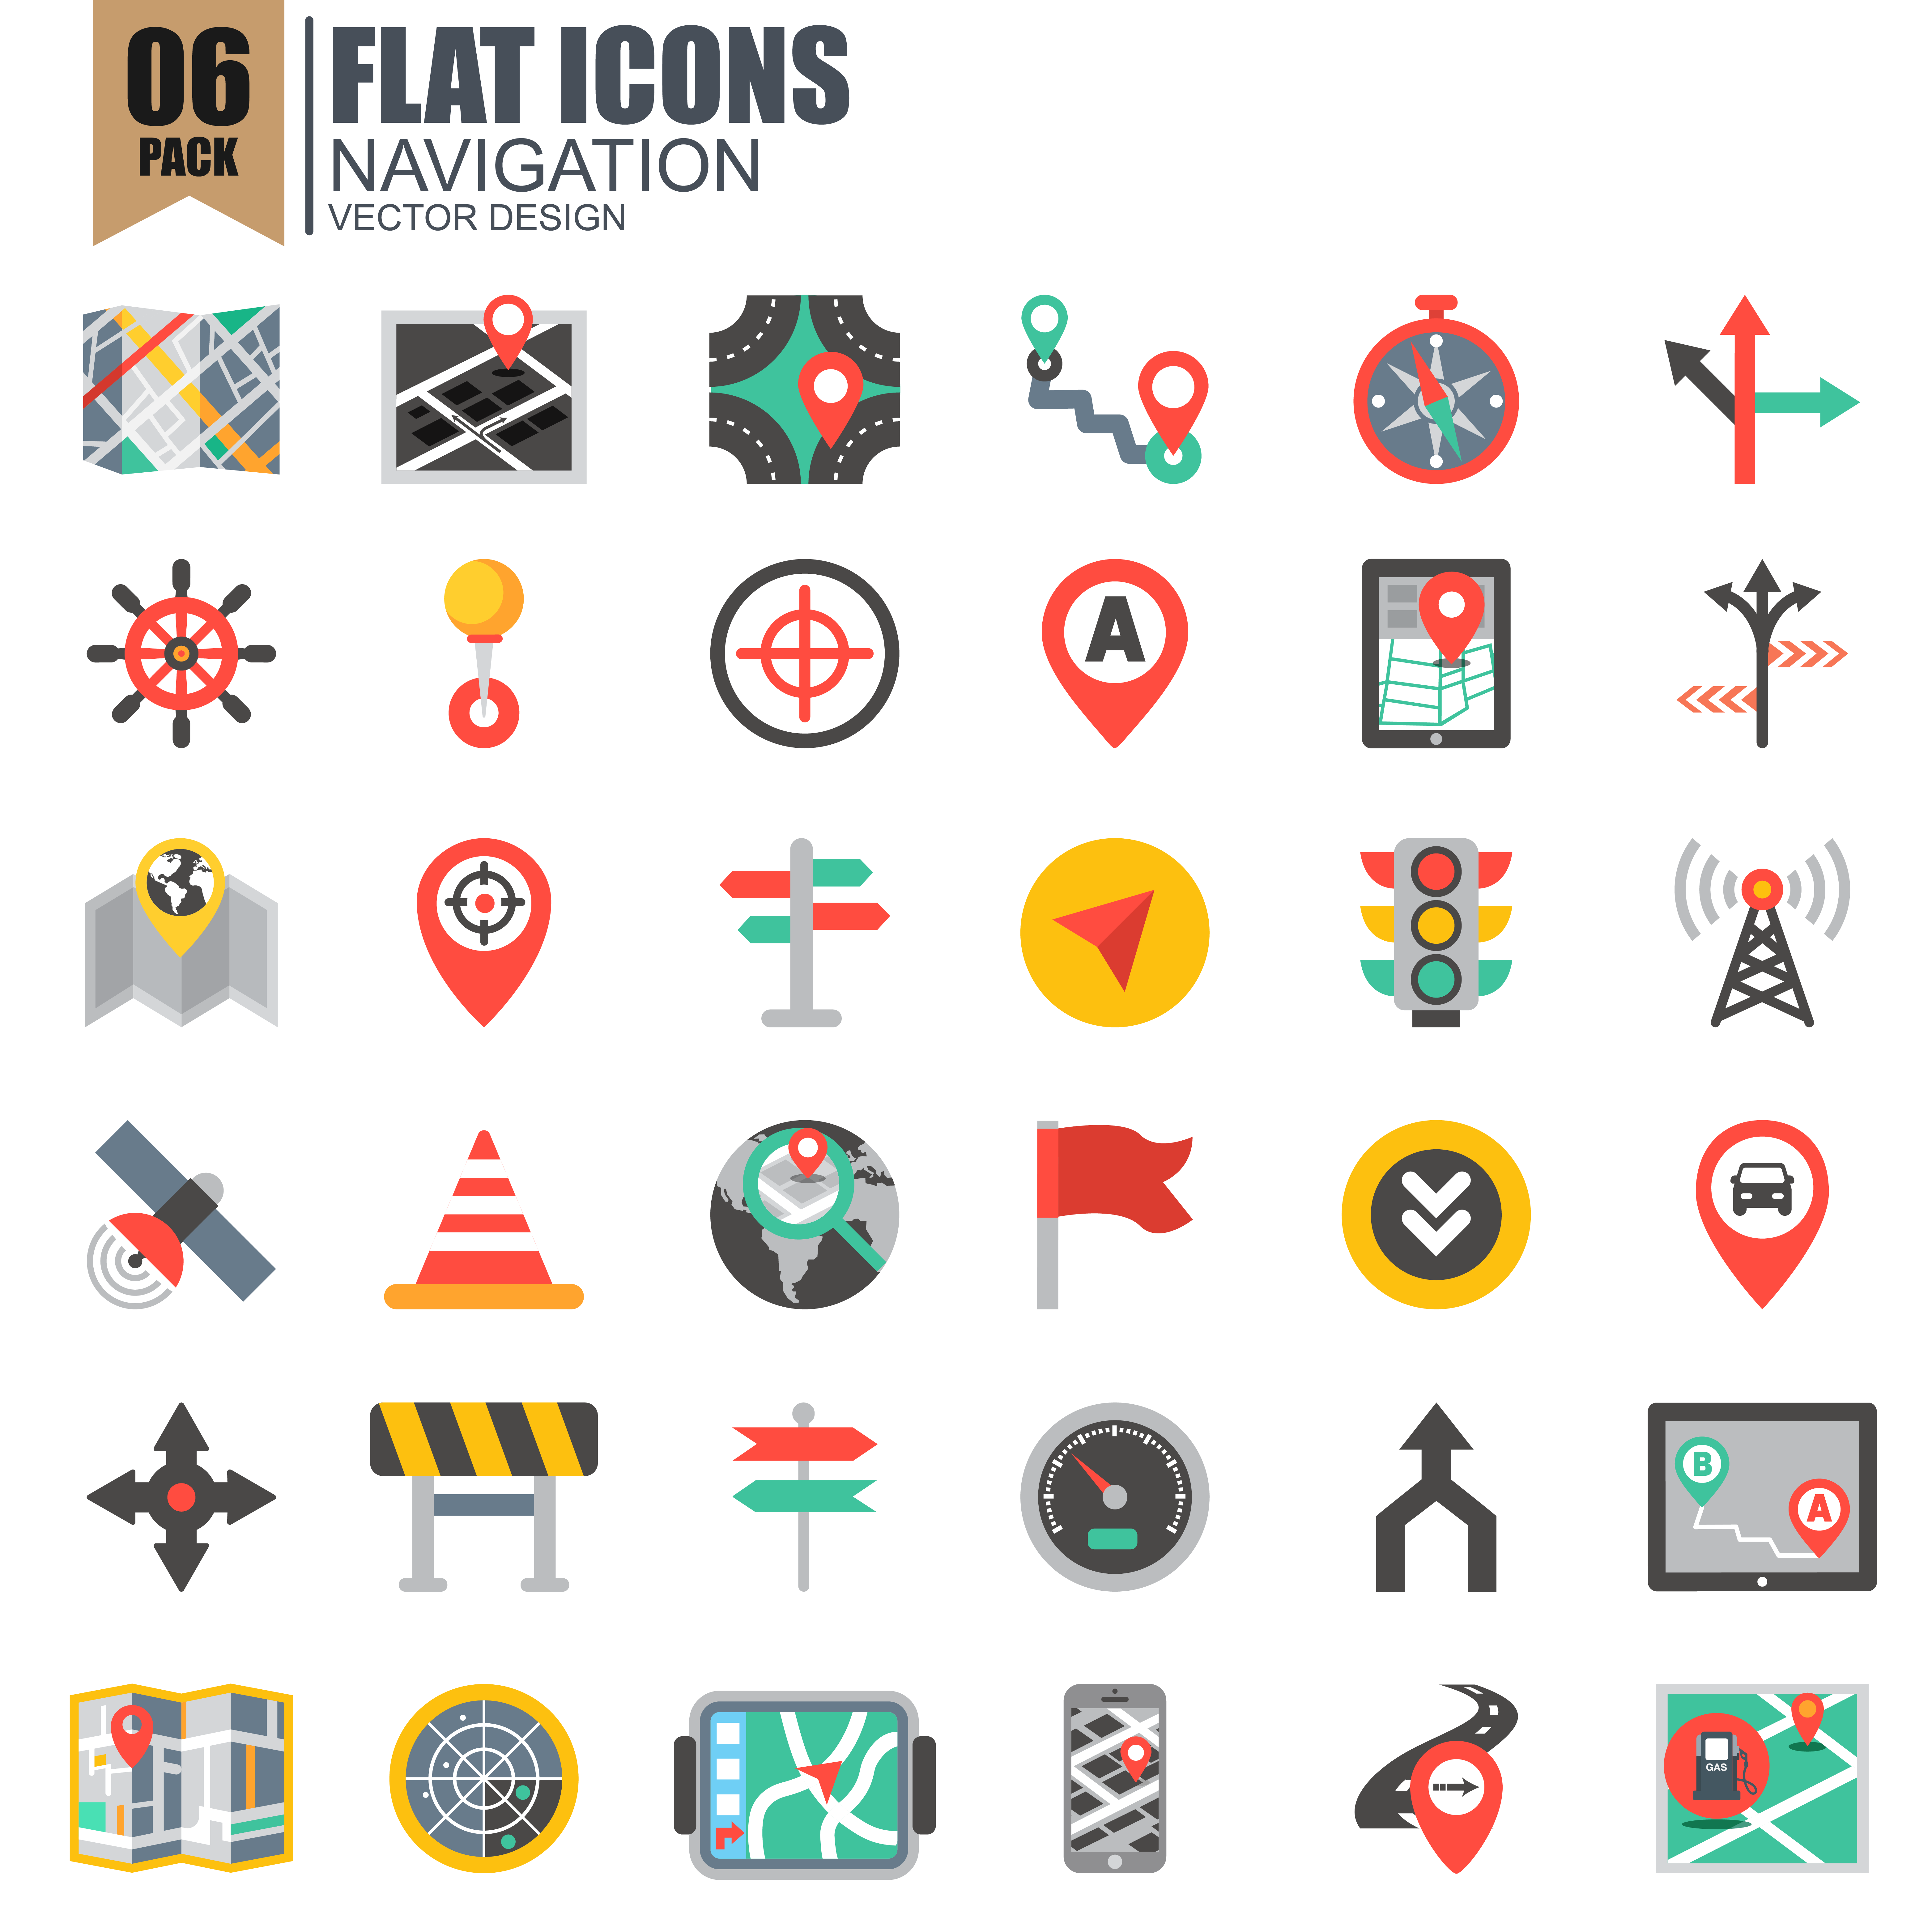 06
PACK
FLAT ICONS
NAVIGATION
VECTOR DESIGN
A
B
A
GAS